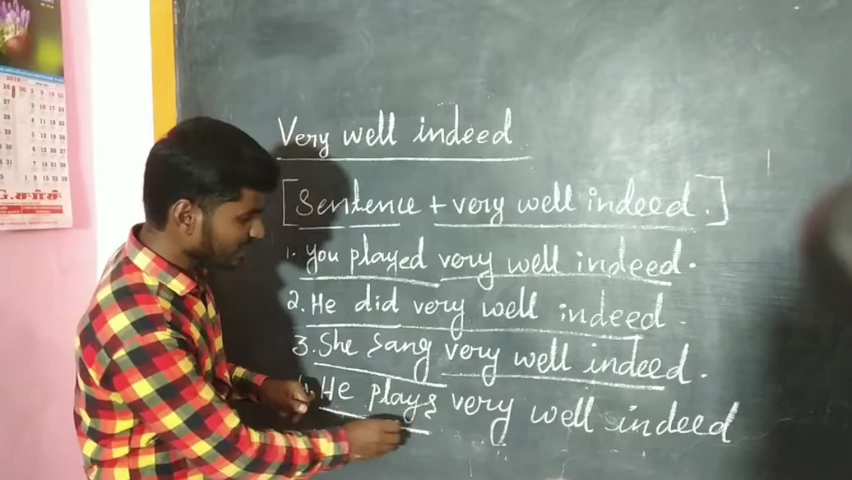 Very well indeed
[Sentence + very well indeed.]
1. You played very well indeed.
2. He did very well indeed.
3. She sang very well indeed.
He plays very well indeed
2018